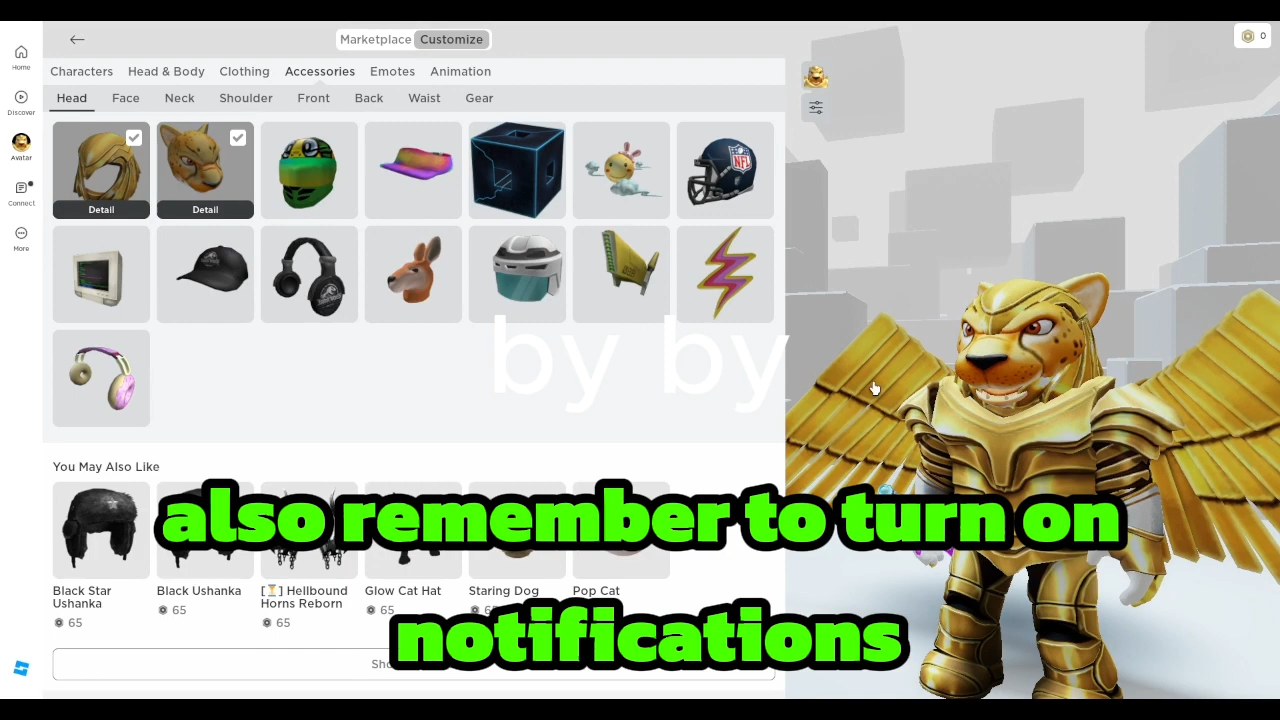 Marketplace Customize
0
Home
Discover
Avatar
Connect
More
Characters Head & Body Clothing Accessories Emotes Animation
Head Face Neck Shoulder Front Back Waist Gear
Detail Detail
NFL
by by
You May Also Like
also remember to turn on
Black Star Ushanka
65
Black Ushanka
65
[⏳] Hellbound Horns Reborn
65
Glow Cat Hat
65
Staring Dog
Pop Cat
notifications